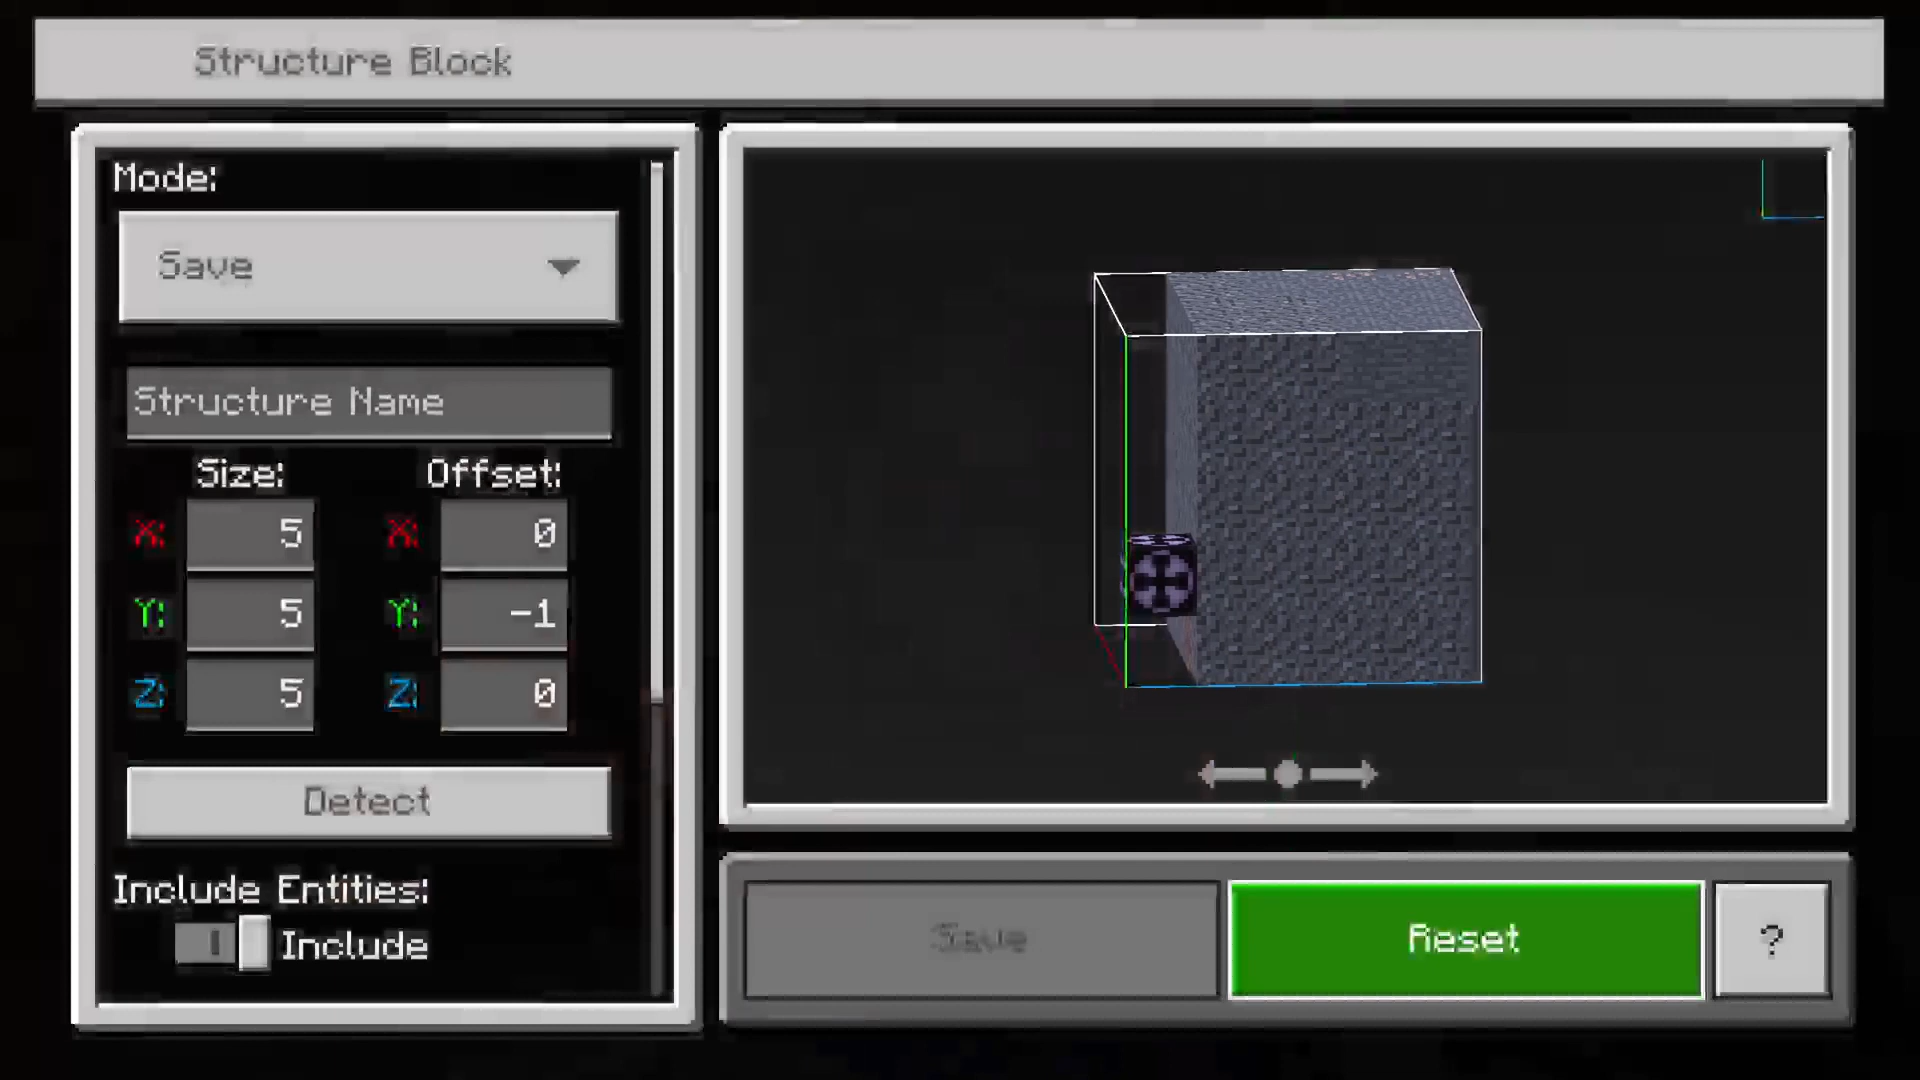 Structure Block
Mode:
Save
Structure Name
Size: Offset:
X: 5 X: 0
Y: 5 Y: -1
Z: 5 Z: 0
Detect
Include Entities:
Include
Save Reset ?